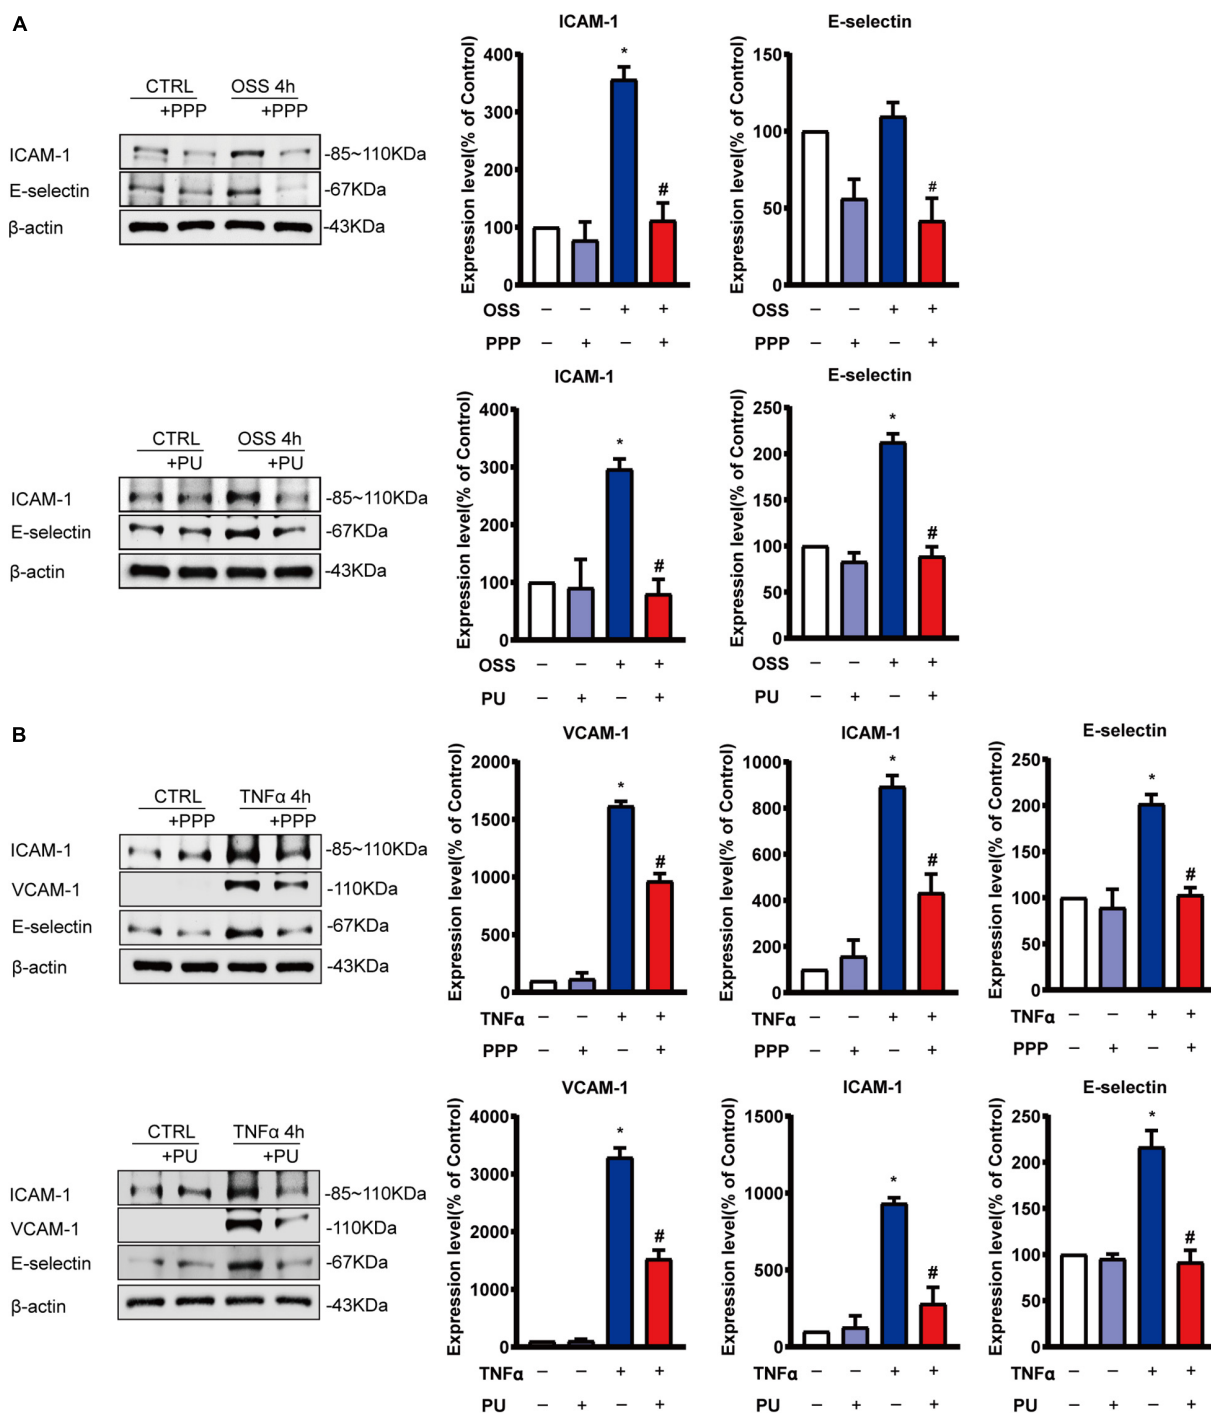 A
ICAM-1
E-selectin
CTRL OSS 4h
+PPP +PPP
ICAM-1 -85~110KDa
E-selectin -67KDa
β-actin -43KDa
Expression level(% of Control)
400
300
200
100
0
*
#
OSS – – + +
PPP – + – +
Expression level(% of Control)
150
100
50
0
#
OSS – – + +
PPP – + – +
ICAM-1
E-selectin
CTRL OSS 4h
+PU +PU
ICAM-1 -85~110KDa
E-selectin -67KDa
β-actin -43KDa
Expression level(% of Control)
400
300
200
100
0
*
#
OSS – – + +
PU – + – +
Expression level(% of Control)
250
200
150
100
50
0
*
#
OSS – – + +
PU – + – +
B
VCAM-1
ICAM-1
E-selectin
CTRL TNFα 4h
+PPP +PPP
ICAM-1 -85~110KDa
VCAM-1 -110KDa
E-selectin -67KDa
β-actin -43KDa
Expression level(% of Control)
2000
1500
1000
500
0
*
#
TNFα – – + +
PPP – + – +
Expression level(% of Control)
1000
800
600
400
200
0
*
#
TNFα – – + +
PPP – + – +
Expression level(% of Control)
250
200
150
100
50
0
*
#
TNFα – – + +
PPP – + – +
VCAM-1
ICAM-1
E-selectin
CTRL TNFα 4h
+PU +PU
ICAM-1 -85~110KDa
VCAM-1 -110KDa
E-selectin -67KDa
β-actin -43KDa
Expression level(% of Control)
4000
3000
2000
1000
0
*
#
TNFα – – + +
PU – + – +
Expression level(% of Control)
1500
1000
500
0
*
#
TNFα – – + +
PU – + – +
Expression level(% of Control)
250
200
150
100
50
0
*
#
TNFα – – + +
PU – + – +